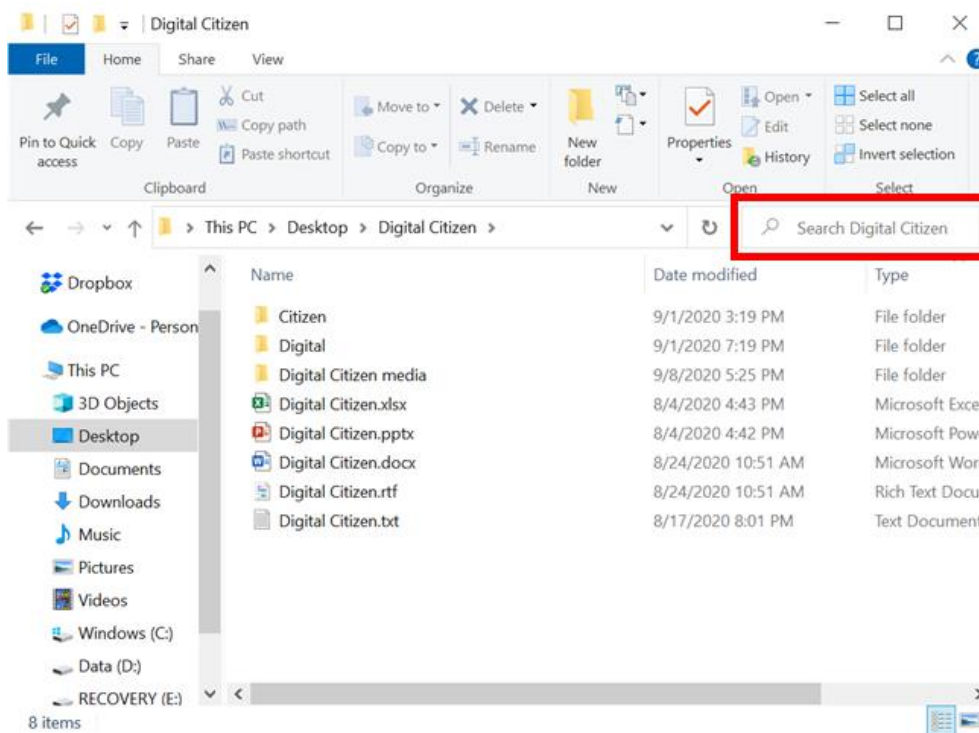 Digital Citizen
File Home Share View
Pin to Quick access
Copy
Paste
Cut
Copy path
Paste shortcut
Move to
Copy to
Delete
Rename
New folder
Properties
Open
Edit
History
Select all
Select none
Invert selection
Clipboard Organize New Open Select
This PC > Desktop > Digital Citizen >
Search Digital Citizen
Dropbox
OneDrive - Person
This PC
3D Objects
Desktop
Documents
Downloads
Music
Pictures
Videos
Windows (C:)
Data (D:)
RECOVERY (E:)
Name Date modified Type
Citizen 9/1/2020 3:19 PM File folder
Digital 9/1/2020 7:19 PM File folder
Digital Citizen media 9/8/2020 5:25 PM File folder
Digital Citizen.xlsx 8/4/2020 4:43 PM Microsoft Exce
Digital Citizen.pptx 8/4/2020 4:42 PM Microsoft Pow
Digital Citizen.docx 8/24/2020 10:51 AM Microsoft Wor
Digital Citizen.rtf 8/24/2020 10:51 AM Rich Text Docu
Digital Citizen.txt 8/17/2020 8:01 PM Text Document
8 items